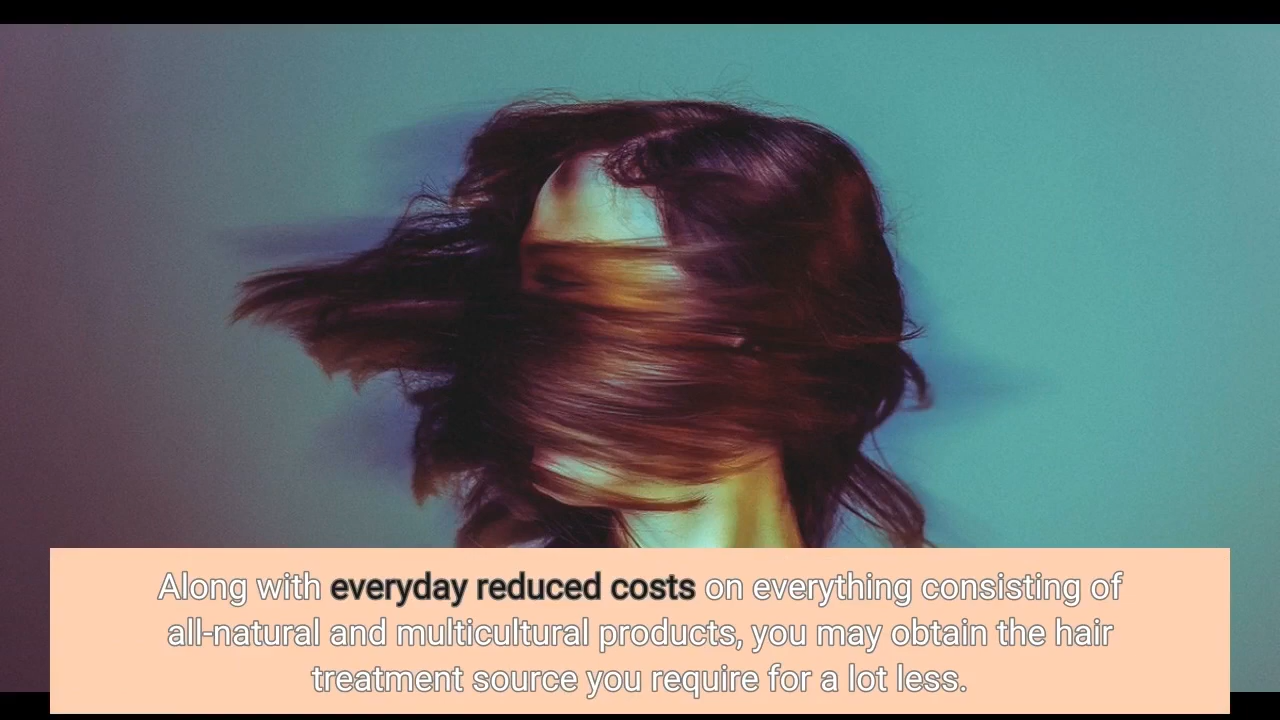 Along with everyday reduced costs on everything consisting of
all-natural and multicultural products, you may obtain the hair
treatment source you require for a lot less.